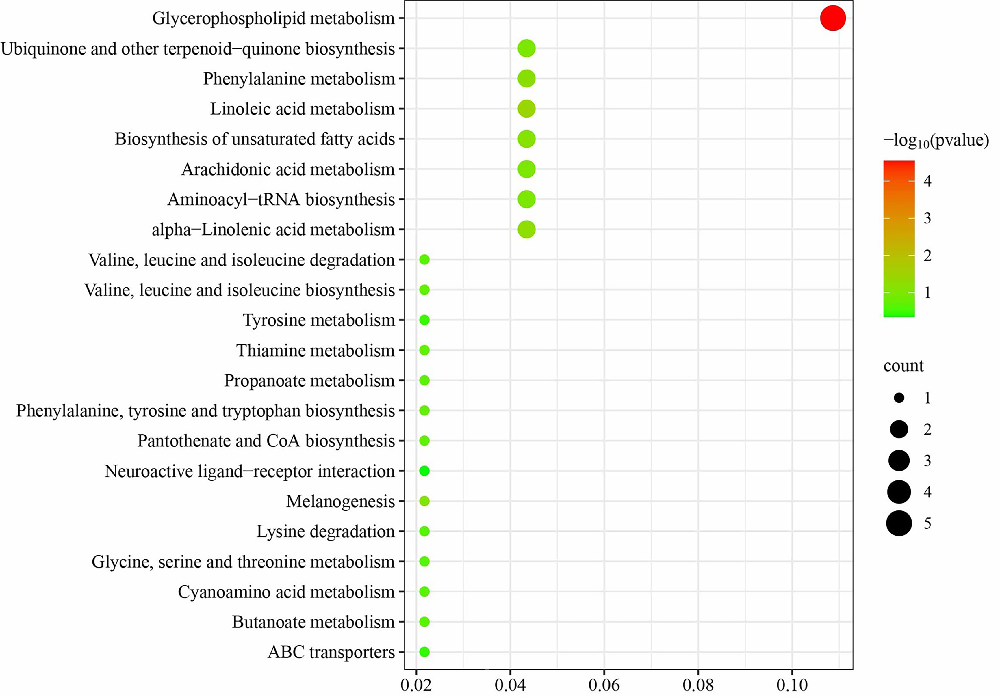 Glycerophospholipid metabolism
Ubiquinone and other terpenoid−quinone biosynthesis
Phenylalanine metabolism
Linoleic acid metabolism
Biosynthesis of unsaturated fatty acids
Arachidonic acid metabolism
Aminoacyl−tRNA biosynthesis
alpha−Linolenic acid metabolism
Valine, leucine and isoleucine degradation
Valine, leucine and isoleucine biosynthesis
Tyrosine metabolism
Thiamine metabolism
Propanoate metabolism
Phenylalanine, tyrosine and tryptophan biosynthesis
Pantothenate and CoA biosynthesis
Neuroactive ligand−receptor interaction
Melanogenesis
Lysine degradation
Glycine, serine and threonine metabolism
Cyanoamino acid metabolism
Butanoate metabolism
ABC transporters
0.02 0.04 0.06 0.08 0.10
−log₁₀(pvalue)
4
3
2
1
count
1
2
3
4
5